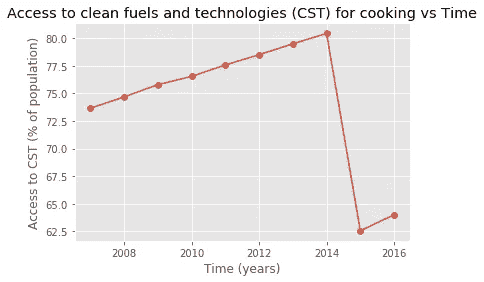 Access to clean fuels and technologies (CST) for cooking vs Time
80.0
77.5
75.0
72.5
70.0
67.5
65.0
62.5
Access to CST (% of population)
2008 2010 2012 2014 2016
Time (years)